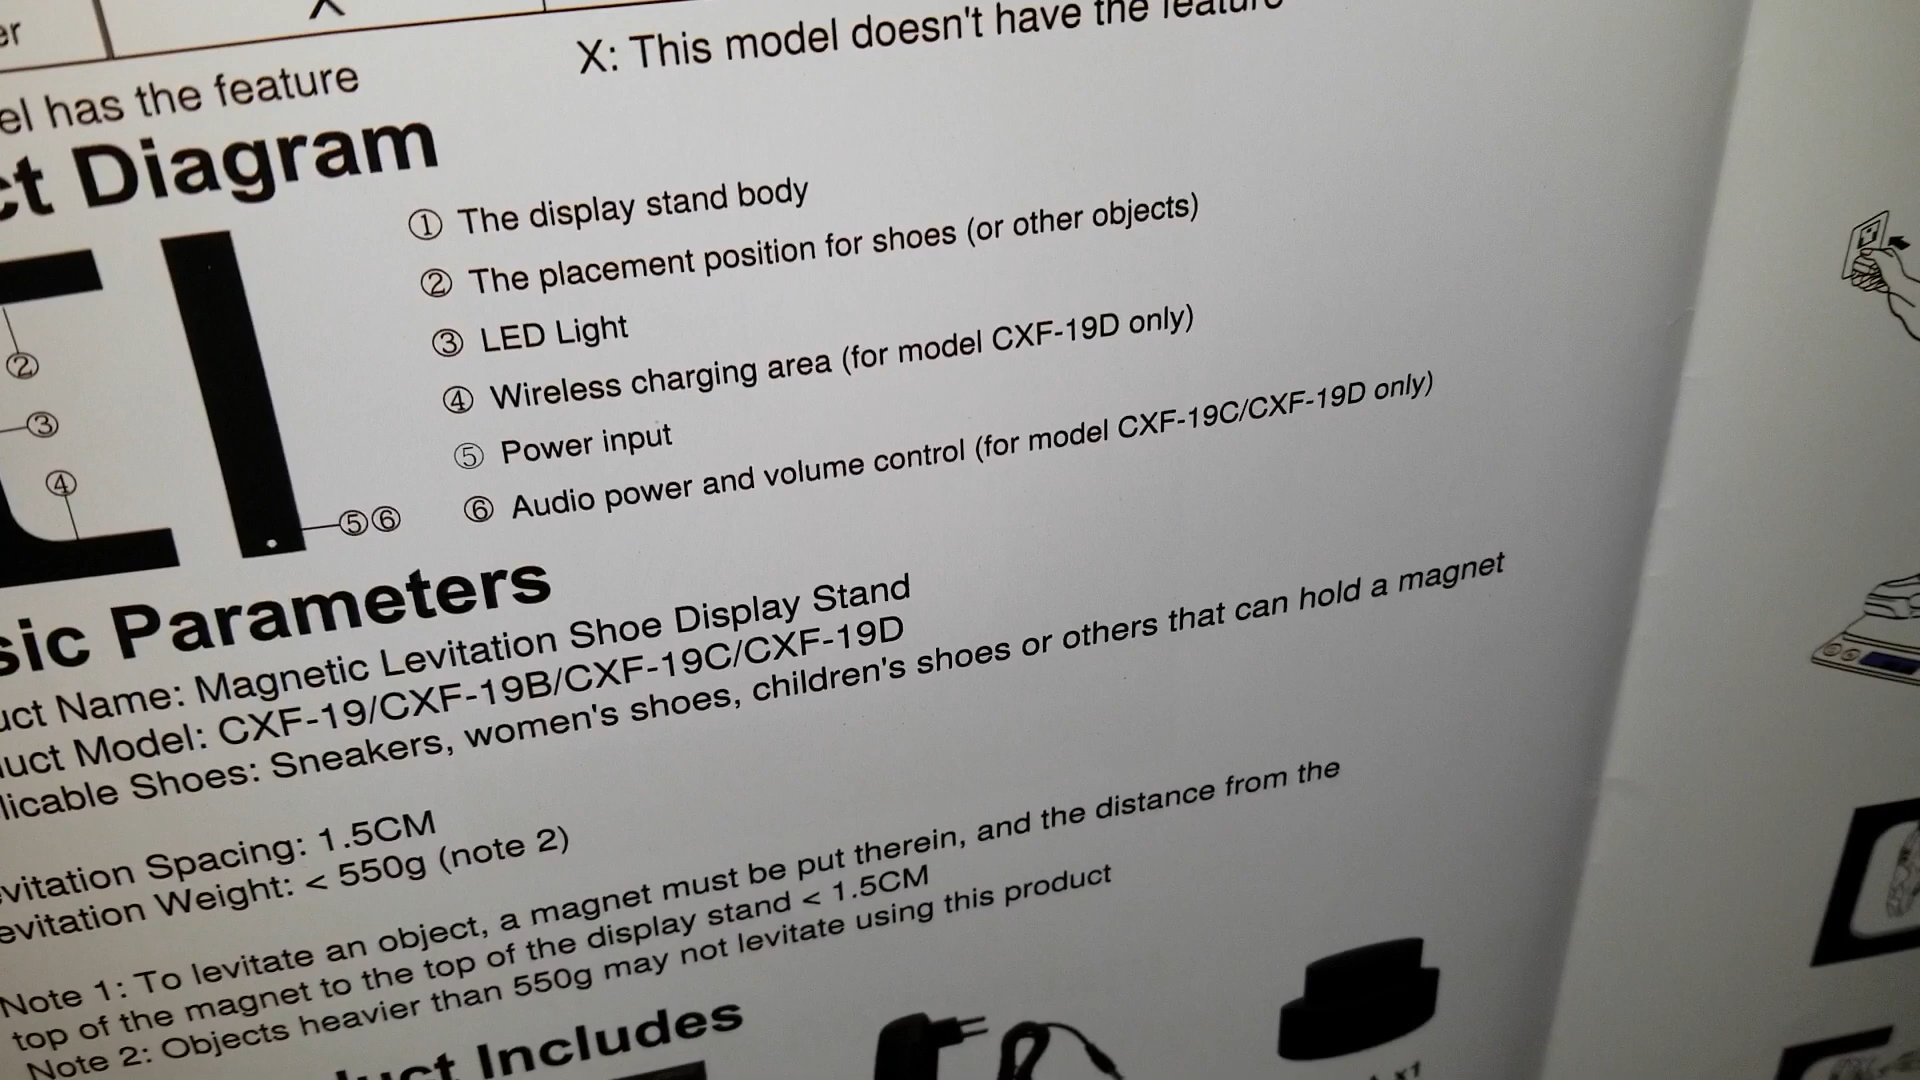 er X
X: This model doesn't have the feature
el has the feature
ct Diagram
① The display stand body
② The placement position for shoes (or other objects)
③ LED Light
④ Wireless charging area (for model CXF-19D only)
⑤ Power input
⑥ Audio power and volume control (for model CXF-19C/CXF-19D only)
②
③
④
⑤⑥
sic Parameters
uct Name: Magnetic Levitation Shoe Display Stand
uct Model: CXF-19/CXF-19B/CXF-19C/CXF-19D
licable Shoes: Sneakers, women's shoes, children's shoes or others that can hold a magnet
vitation Spacing: 1.5CM
evitation Weight: < 550g (note 2)
Note 1: To levitate an object, a magnet must be put therein, and the distance from the
top of the magnet to the top of the display stand < 1.5CM
Note 2: Objects heavier than 550g may not levitate using this product
uct Includes
x1